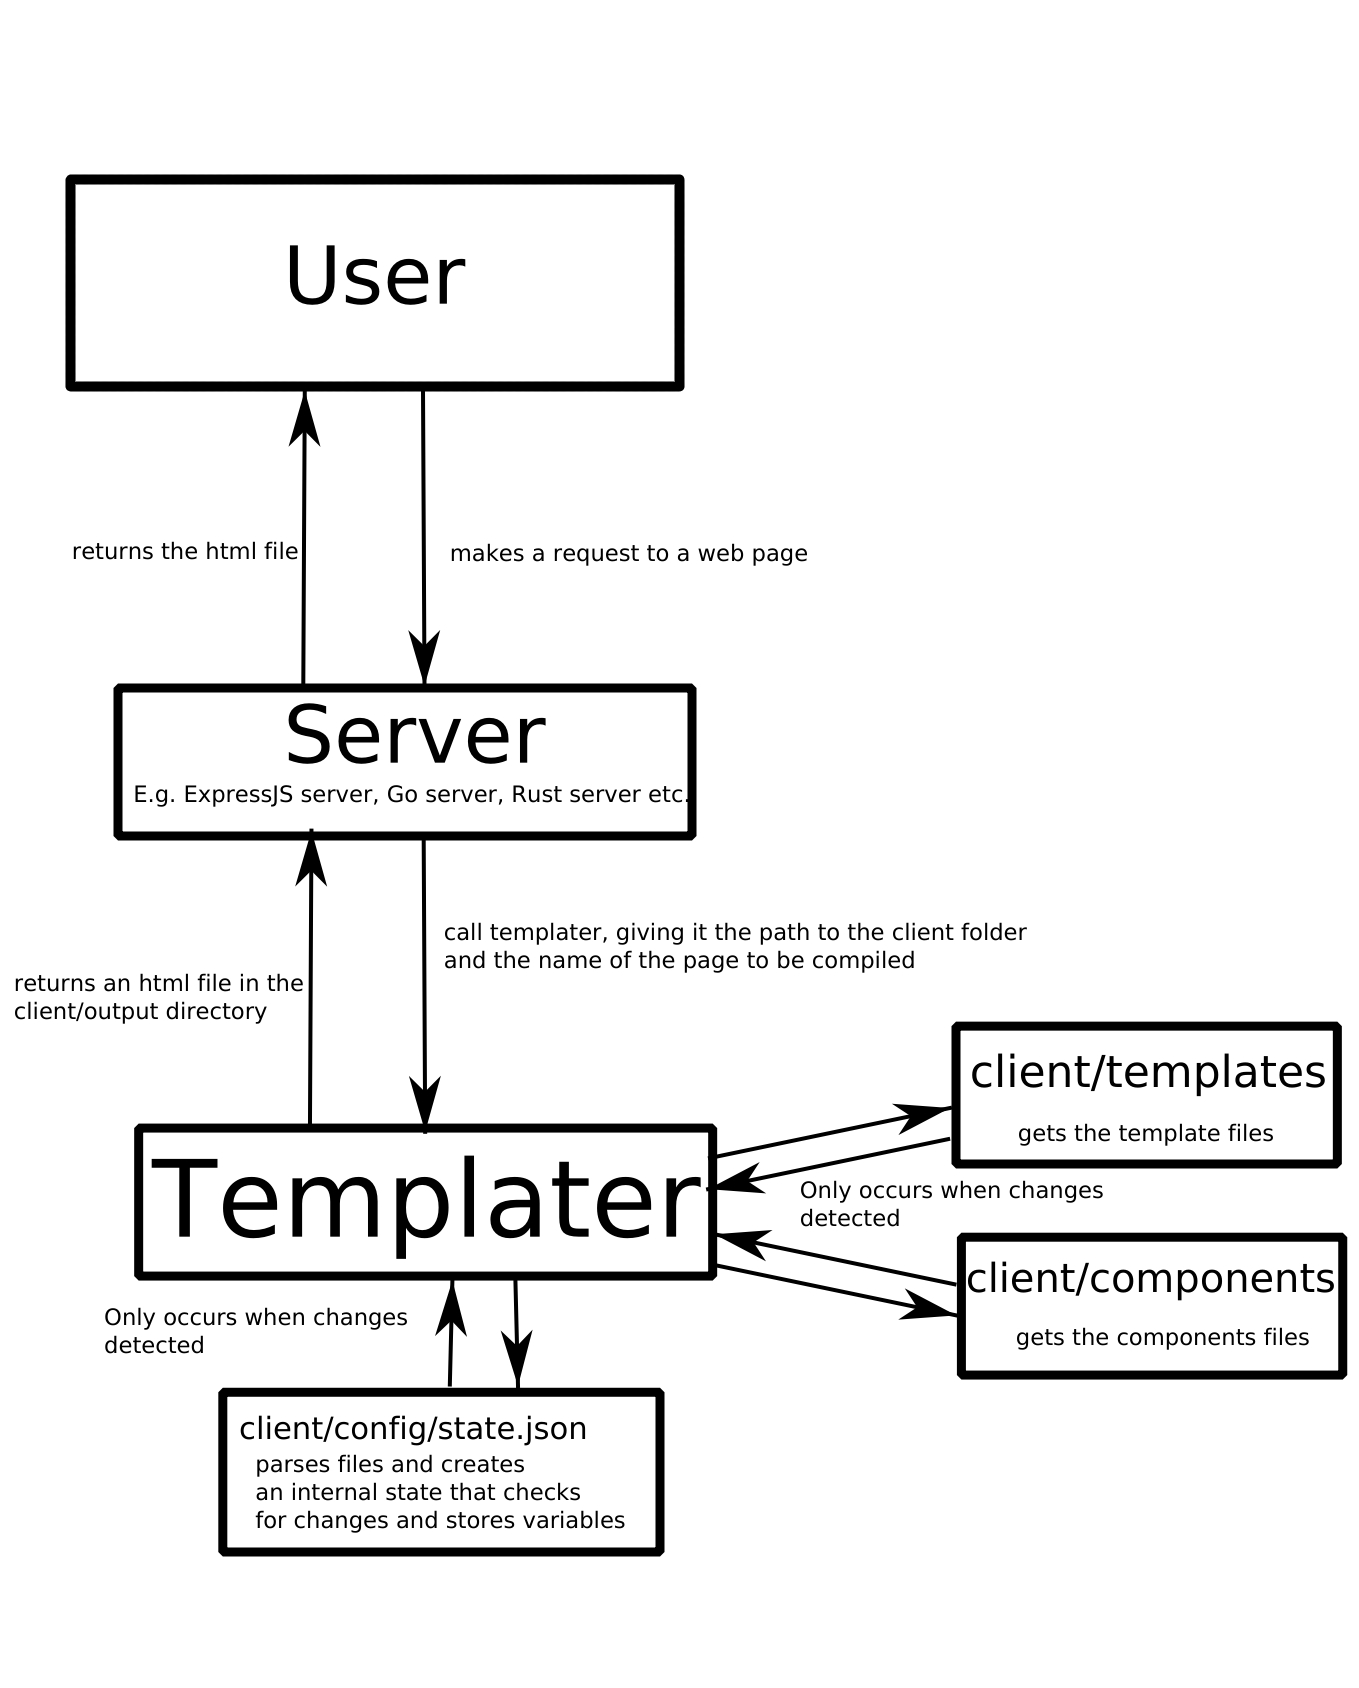 User
returns the html file
makes a request to a web page
Server
E.g. ExpressJS server, Go server, Rust server etc.
call templater, giving it the path to the client folder
and the name of the page to be compiled
returns an html file in the
client/output directory
client/templates
gets the template files
Templater
Only occurs when changes
detected
client/components
gets the components files
Only occurs when changes
detected
client/config/state.json
parses files and creates
an internal state that checks
for changes and stores variables